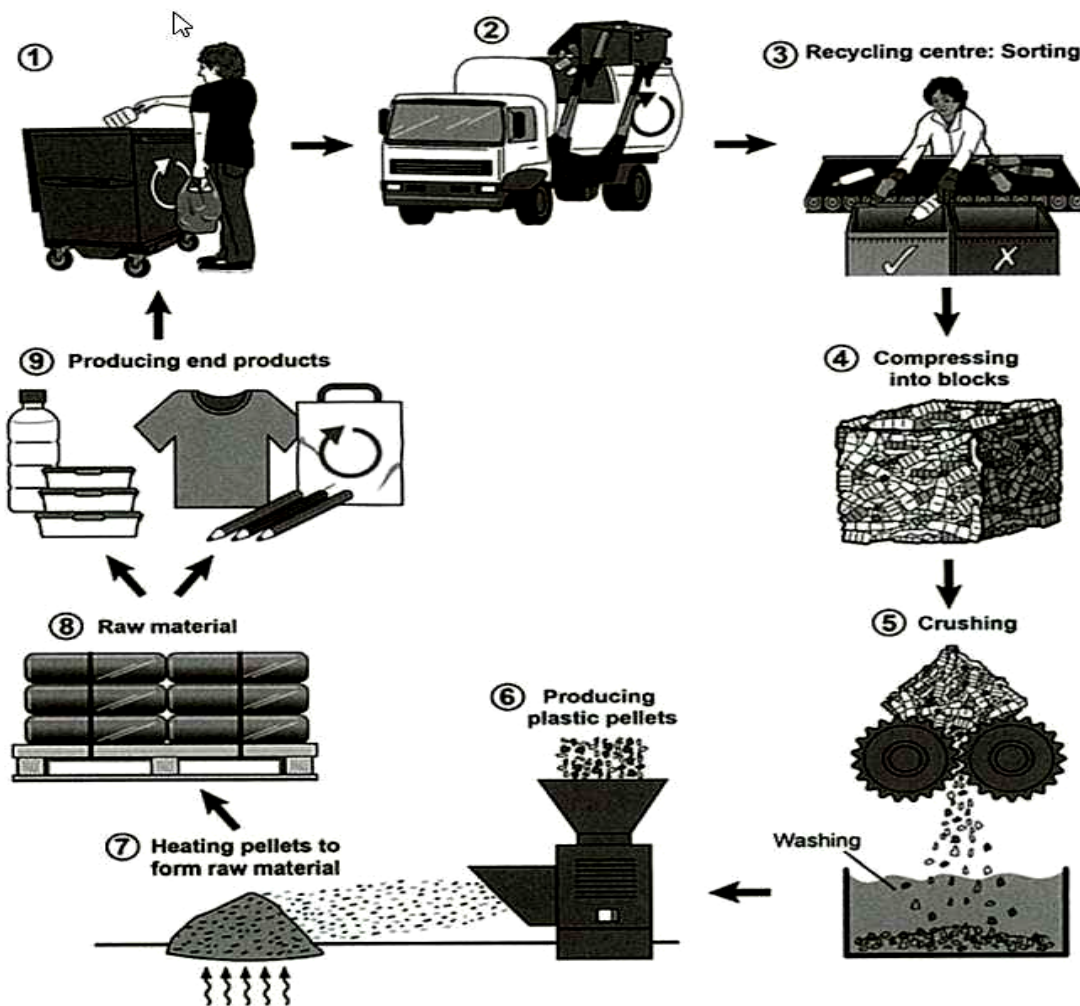 1
2
3 Recycling centre: Sorting
4 Compressing
into blocks
5 Crushing
Washing
6 Producing
plastic pellets
7 Heating pellets to
form raw material
8 Raw material
9 Producing end products